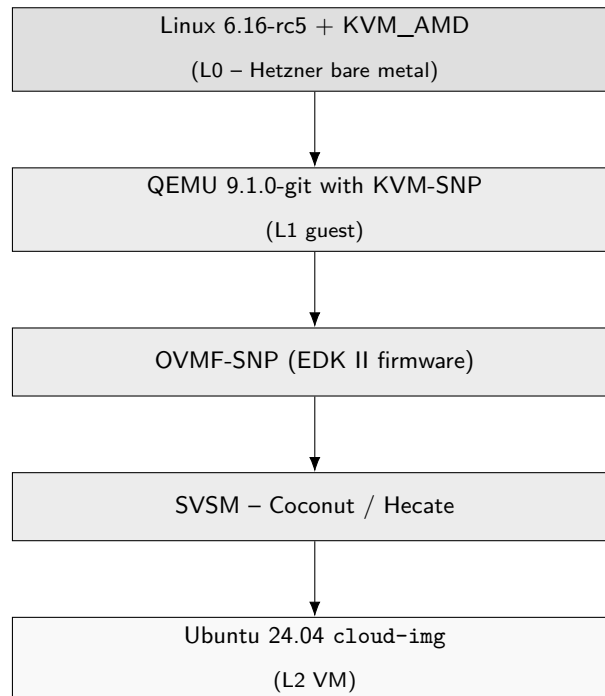 Linux 6.16-rc5 + KVM_AMD
(L0 – Hetzner bare metal)
QEMU 9.1.0-git with KVM-SNP
(L1 guest)
OVMF-SNP (EDK II firmware)
SVSM – Coconut / Hecate
Ubuntu 24.04 cloud-img
(L2 VM)